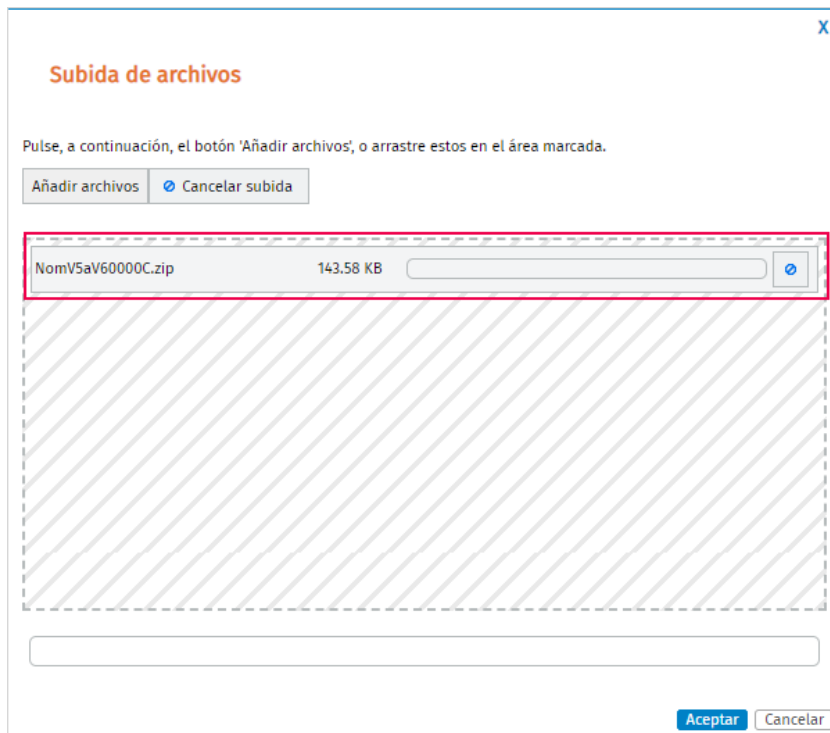 X
Subida de archivos
Pulse, a continuación, el botón 'Añadir archivos', o arrastre estos en el área marcada.
Añadir archivos Cancelar subida
NomV5aV60000C.zip 143.58 KB
Aceptar Cancelar